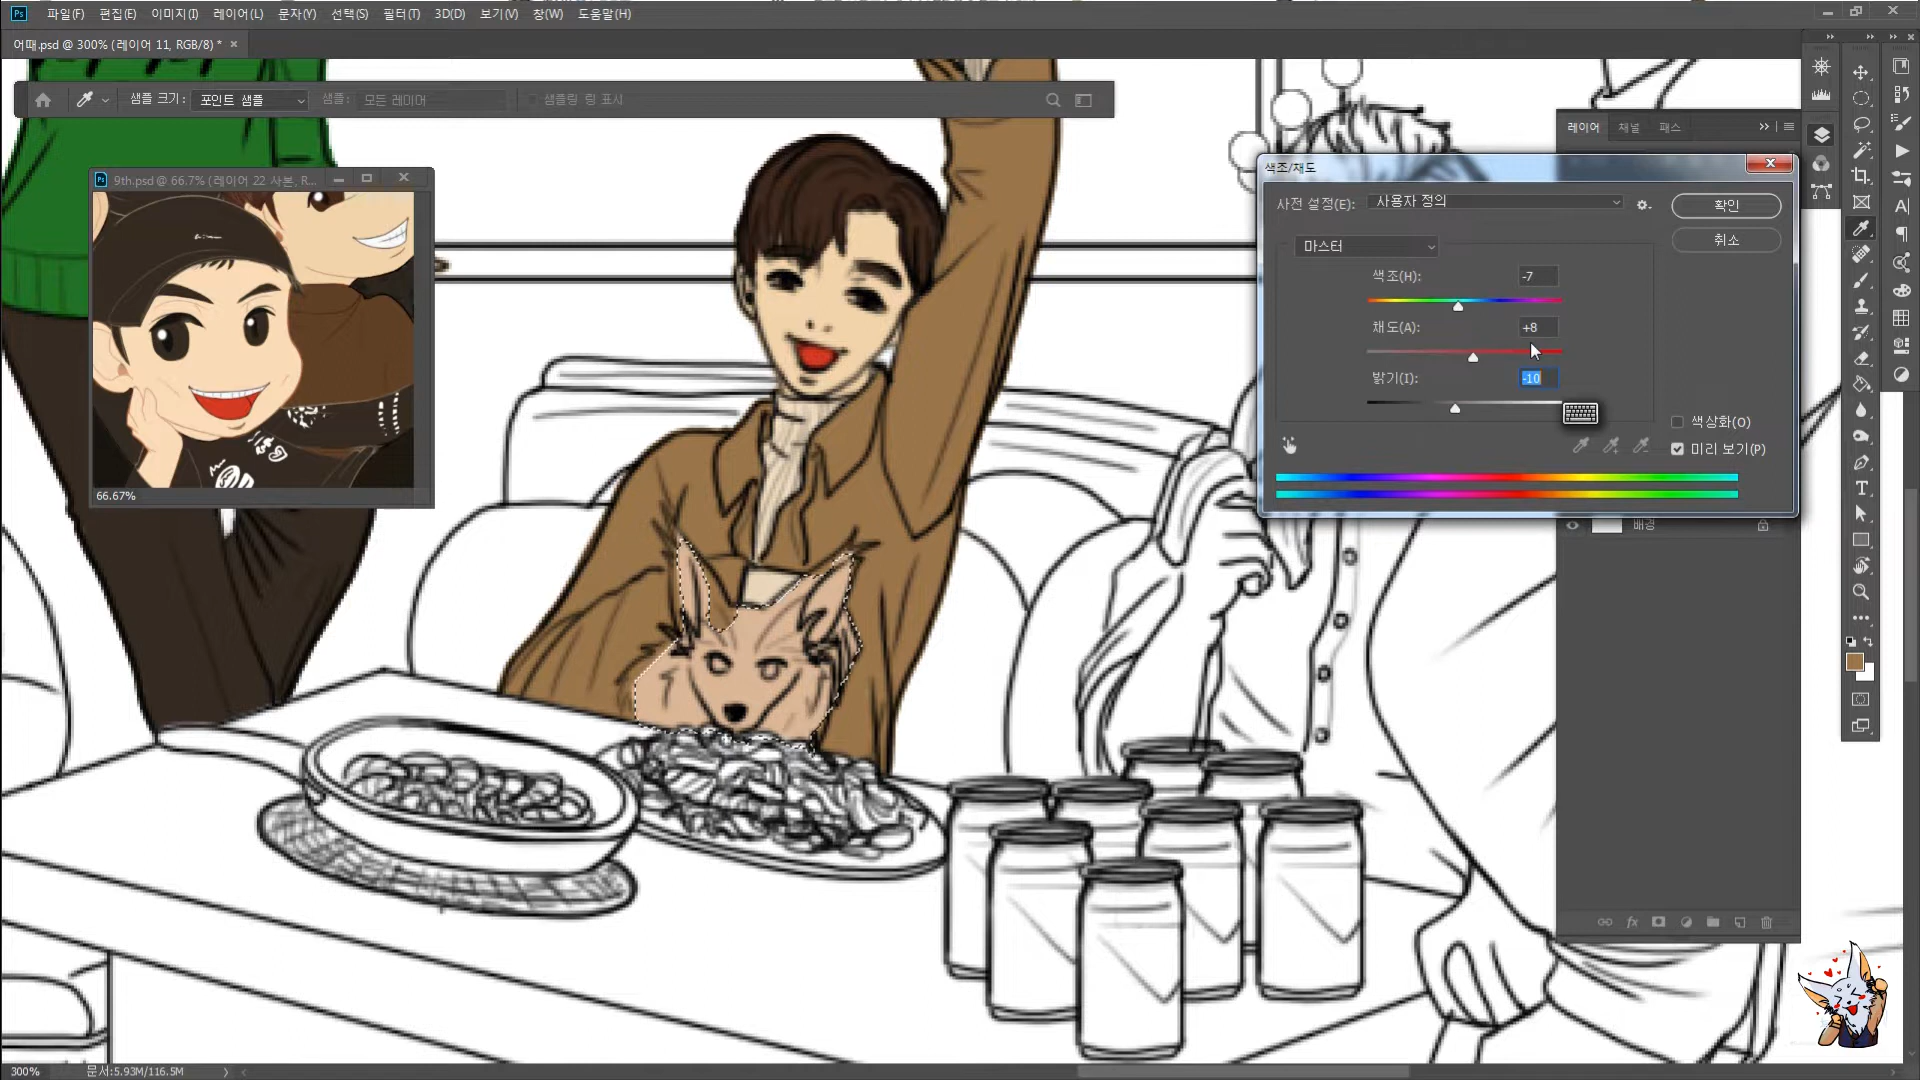 Ps 파일(F) 편집(E) 이미지(I) 레이어(L) 문자(Y) 선택(S) 필터(T) 3D(D) 보기(V) 창(W) 도움말(H)
어때.psd @ 300% (레이어 11, RGB/8) * ×
샘플 크기: 포인트 샘플 샘플: 모든 레이어 샘플링 링 표시
레이어 채널 패스
Ps 9th.psd @ 66.7% (레이어 22 사본, R...
66.67%
색조/채도
사전 설정(E): 사용자 정의
확인
취소
마스터
색조(H): -7
채도(A): +8
밝기(I): -10
색상화(O)
미리 보기(P)
배경
fx
300% 문서:5.93M/116.5M